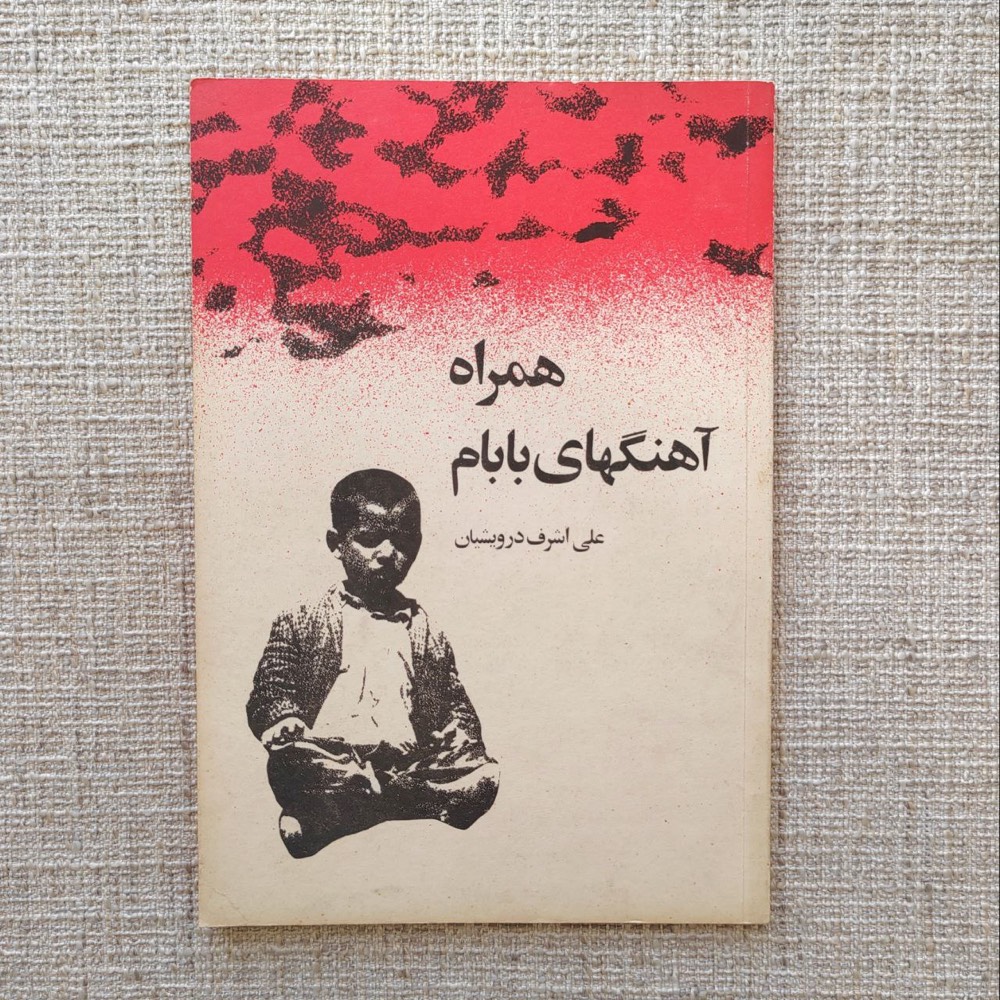 همراه
آهنگهای بابام
علی اشرف درویشیان